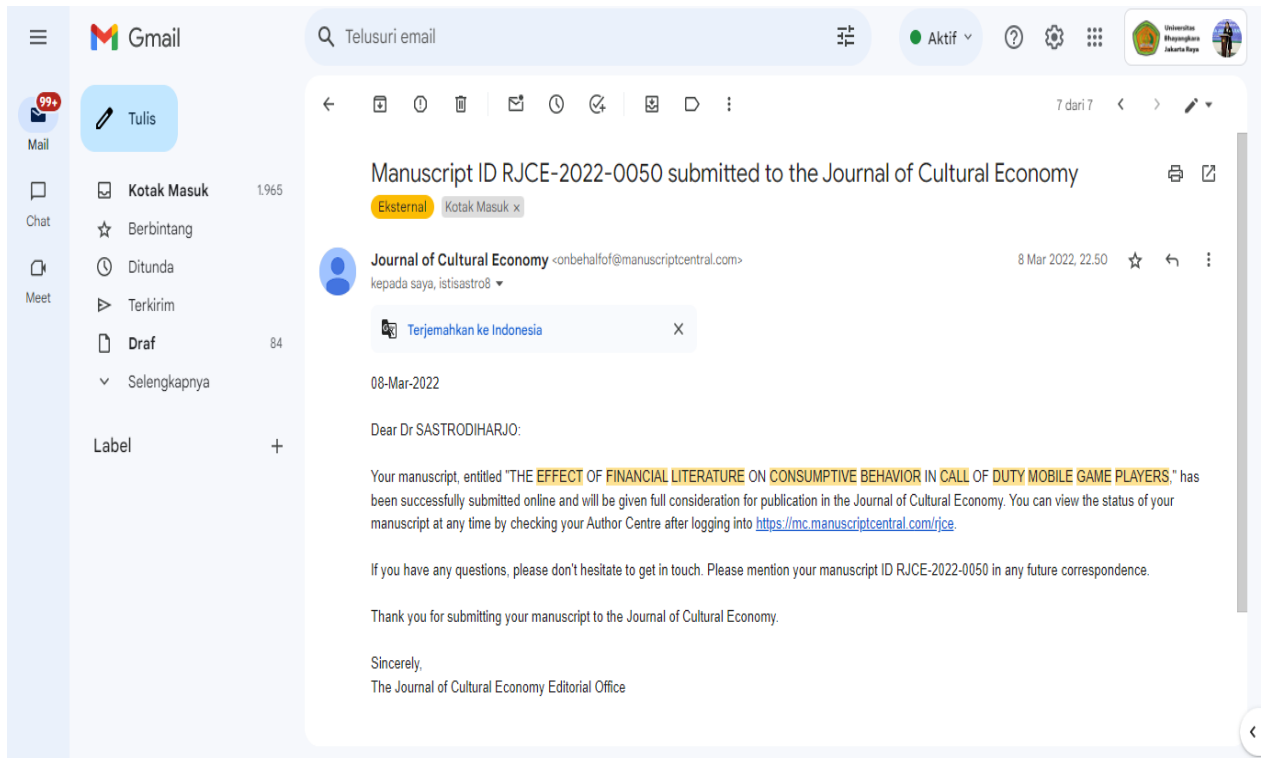 Gmail
Telusuri email
Aktif
Universitas
Bhayangkara
Jakarta Raya
99+
Mail
Tulis
7 dari 7
Chat
Meet
Kotak Masuk 1.965
Berbintang
Ditunda
Terkirim
Draf 84
Selengkapnya
Label
Manuscript ID RJCE-2022-0050 submitted to the Journal of Cultural Economy
Eksternal Kotak Masuk ×
Journal of Cultural Economy <onbehalfof@manuscriptcentral.com> 8 Mar 2022, 22.50
kepada saya, istisastro8
Terjemahkan ke Indonesia
08-Mar-2022
Dear Dr SASTRODIHARJO:
Your manuscript, entitled "THE EFFECT OF FINANCIAL LITERATURE ON CONSUMPTIVE BEHAVIOR IN CALL OF DUTY MOBILE GAME PLAYERS," has
been successfully submitted online and will be given full consideration for publication in the Journal of Cultural Economy. You can view the status of your
manuscript at any time by checking your Author Centre after logging into https://mc.manuscriptcentral.com/rjce.
If you have any questions, please don't hesitate to get in touch. Please mention your manuscript ID RJCE-2022-0050 in any future correspondence.
Thank you for submitting your manuscript to the Journal of Cultural Economy.
Sincerely,
The Journal of Cultural Economy Editorial Office